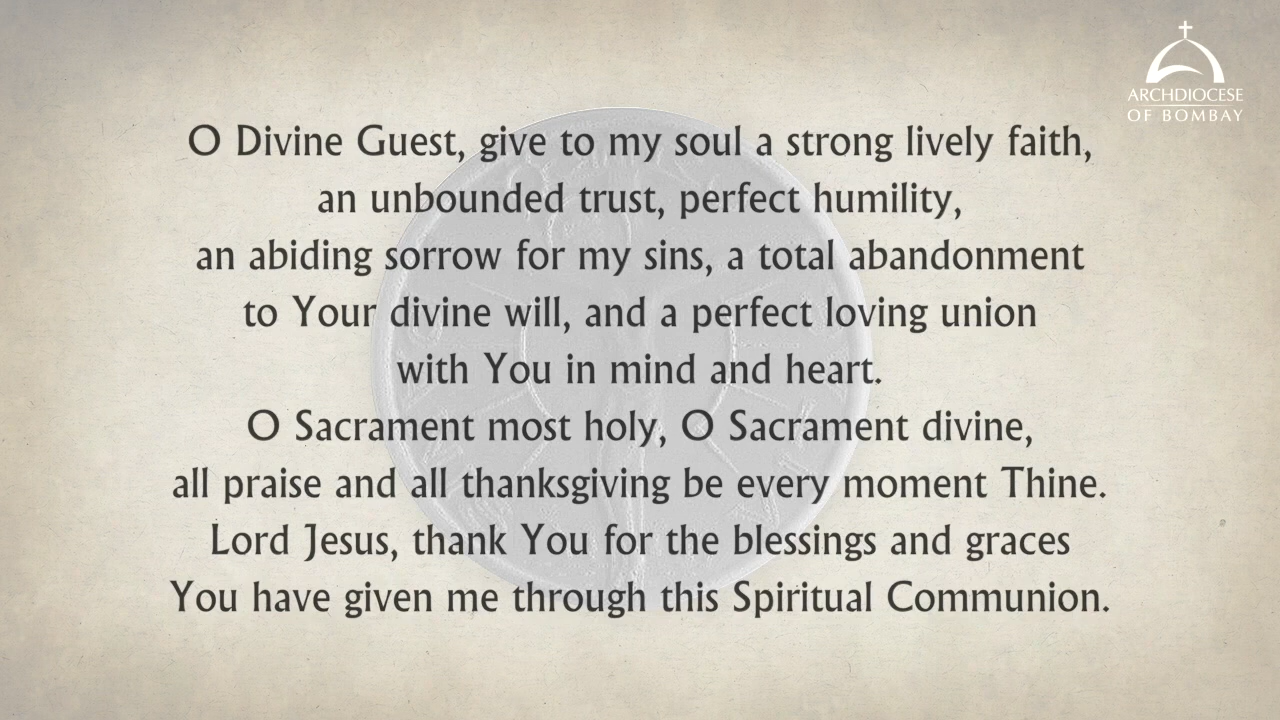 ARCHDIOCESE
OF BOMBAY
O Divine Guest, give to my soul a strong lively faith,
an unbounded trust, perfect humility,
an abiding sorrow for my sins, a total abandonment
to Your divine will, and a perfect loving union
with You in mind and heart.
O Sacrament most holy, O Sacrament divine,
all praise and all thanksgiving be every moment Thine.
Lord Jesus, thank You for the blessings and graces
You have given me through this Spiritual Communion.